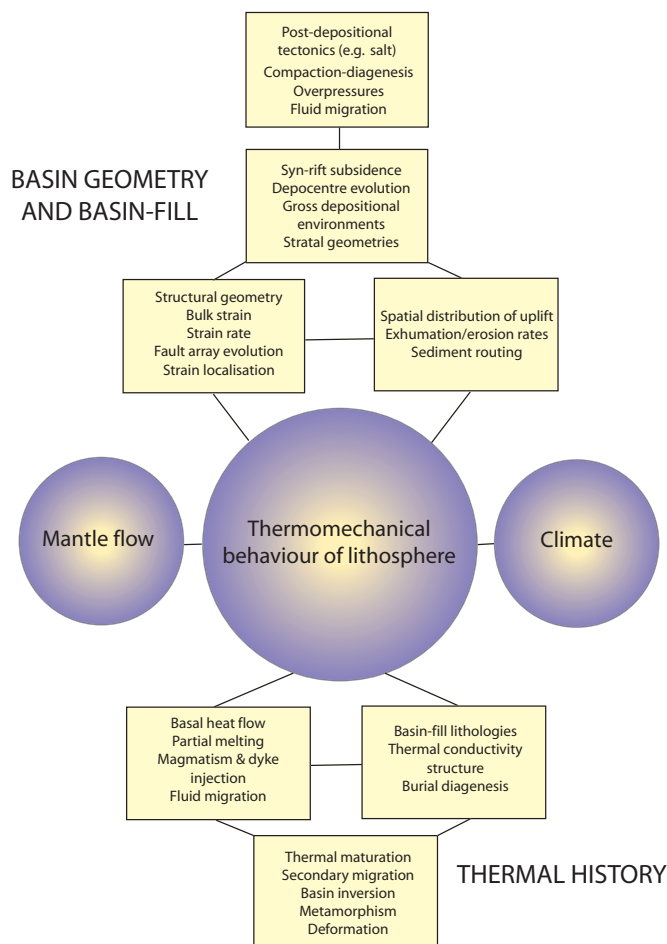 Post-depositional
tectonics (e.g. salt)
Compaction-diagenesis
Overpressures
Fluid migration
BASIN GEOMETRY
AND BASIN-FILL
Syn-rift subsidence
Depocentre evolution
Gross depositional
environments
Stratal geometries
Structural geometry
Bulk strain
Strain rate
Fault array evolution
Strain localisation
Spatial distribution of uplift
Exhumation/erosion rates
Sediment routing
Mantle flow
Thermomechanical
behaviour of lithosphere
Climate
Basal heat flow
Partial melting
Magmatism & dyke
injection
Fluid migration
Basin-fill lithologies
Thermal conductivity
structure
Burial diagenesis
Thermal maturation
Secondary migration
Basin inversion
Metamorphism
Deformation
THERMAL HISTORY